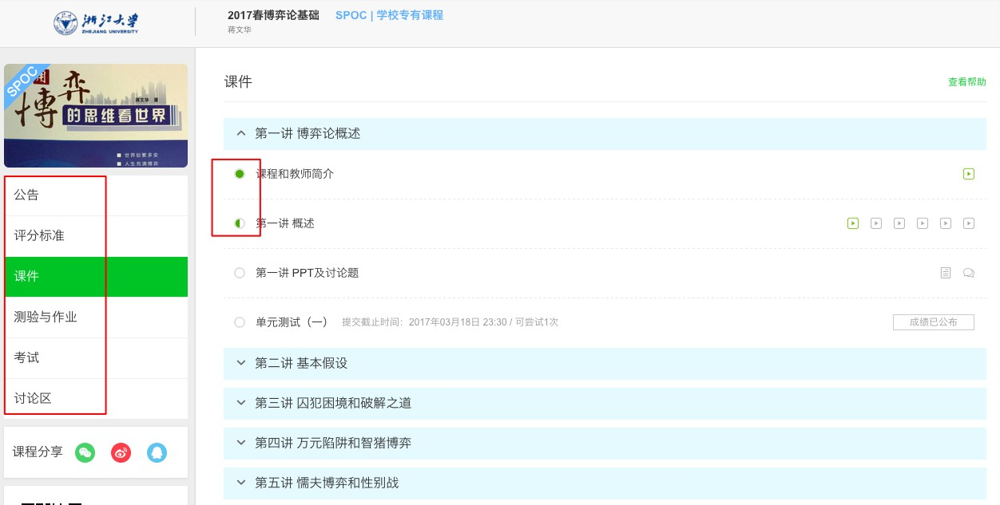 浙江大学
ZHEJIANG UNIVERSITY
2017春博弈论基础 SPOC | 学校专有课程
蒋文华
SPOC
用
博弈
蒋文华 著
的思维看世界
■ 世界纷繁多变
■ 人生充满博弈
公告
评分标准
课件
测验与作业
考试
讨论区
课程分享
课件
查看帮助
第一讲 博弈论概述
课程和教师简介
第一讲 概述
第一讲 PPT及讨论题
单元测试（一） 提交截止时间：2017年03月18日 23:30 / 可尝试1次 成绩已公布
第二讲 基本假设
第三讲 囚犯困境和破解之道
第四讲 万元陷阱和智猪博弈
第五讲 懦夫博弈和性别战